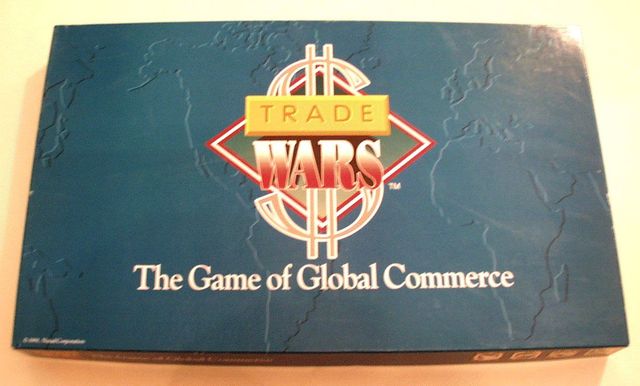 TRADE
WARS
TM
The Game of Global Commerce